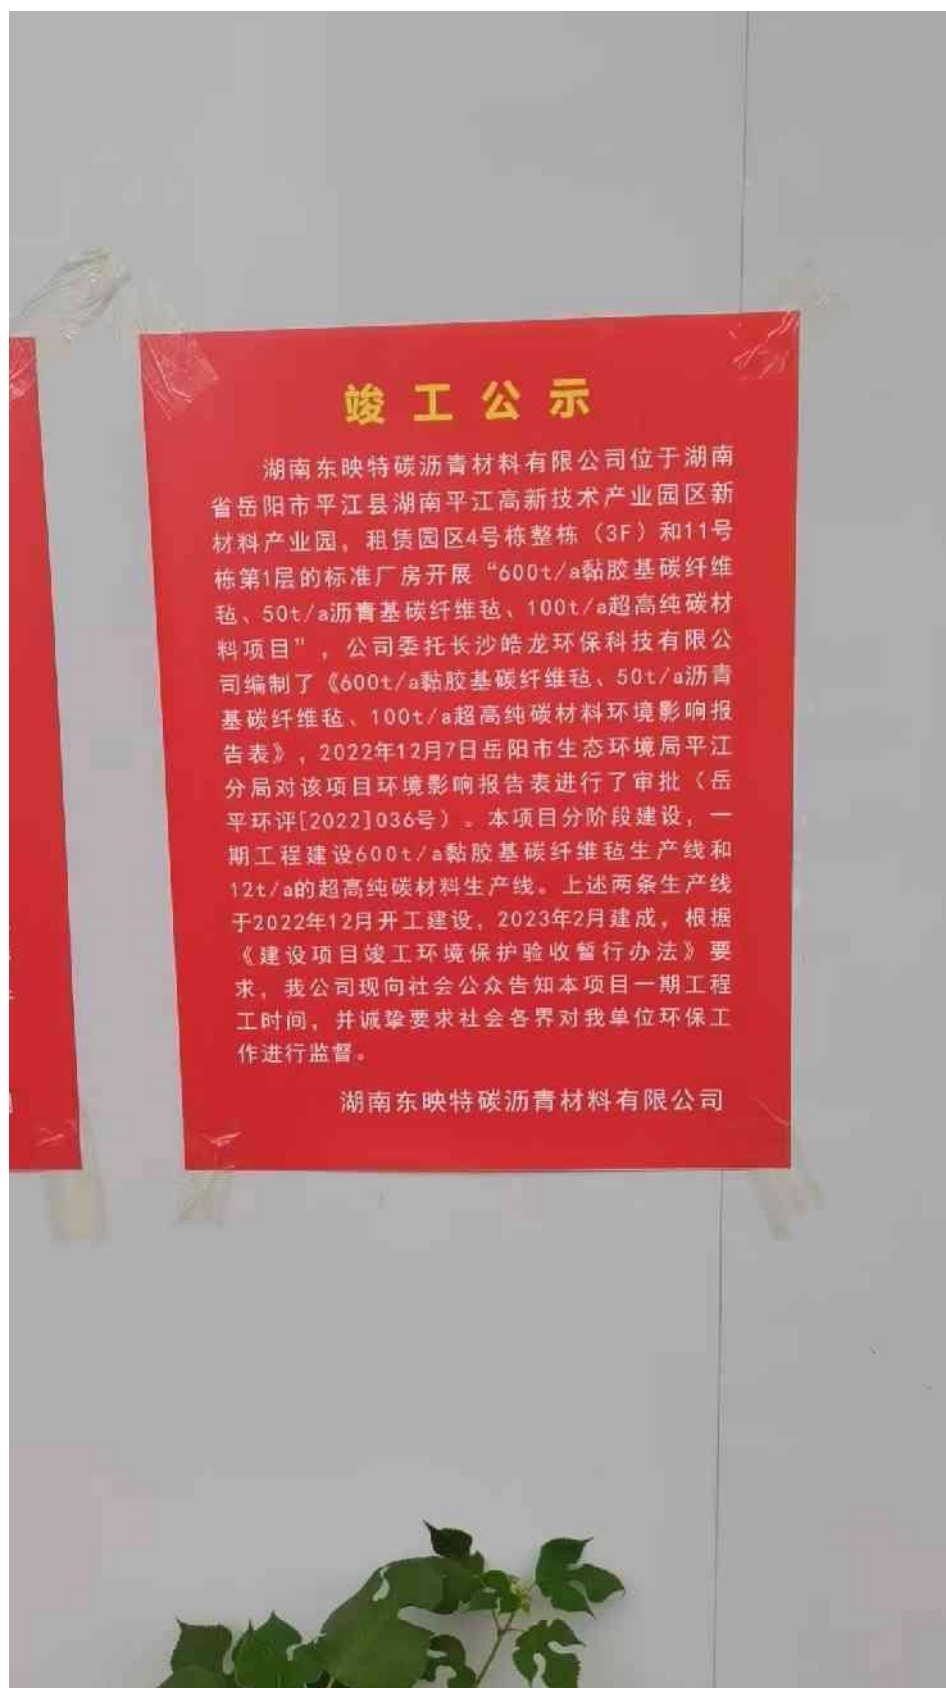 竣工公示
湖南东映特碳沥青材料有限公司位于湖南
省岳阳市平江县湖南平江高新技术产业园区新
材料产业园，租赁园区4号栋整栋（3F）和11号
栋第1层的标准厂房开展“600t/a黏胶基碳纤维
毡、50t/a沥青基碳纤维毡、100t/a超高纯碳材
料项目”，公司委托长沙皓龙环保科技有限公
司编制了《600t/a黏胶基碳纤维毡、50t/a沥青
基碳纤维毡、100t/a超高纯碳材料环境影响报
告表》，2022年12月7日岳阳市生态环境局平江
分局对该项目环境影响报告表进行了审批（岳
平环评[2022]036号）。本项目分阶段建设，一
期工程建设600t/a黏胶基碳纤维毡生产线和
12t/a的超高纯碳材料生产线。上述两条生产线
于2022年12月开工建设，2023年2月建成，根据
《建设项目竣工环境保护验收暂行办法》要
求，我公司现向社会公众告知本项目一期工程
工时间，并诚挚要求社会各界对我单位环保工
作进行监督。
湖南东映特碳沥青材料有限公司